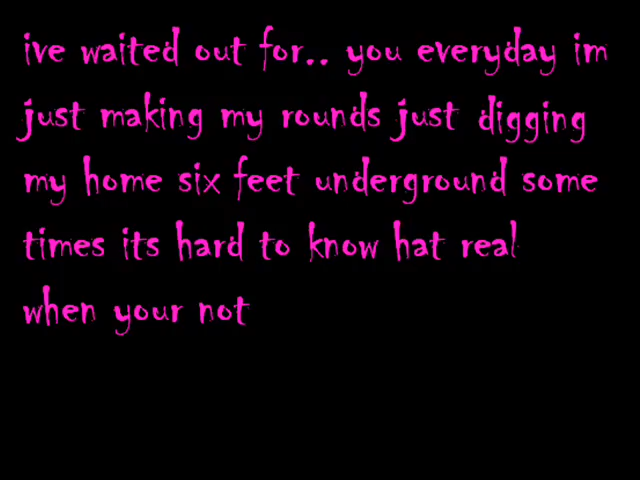 ive waited out for.. you everyday im
just making my rounds just digging
my home six feet underground some
times its hard to know hat real
when your not